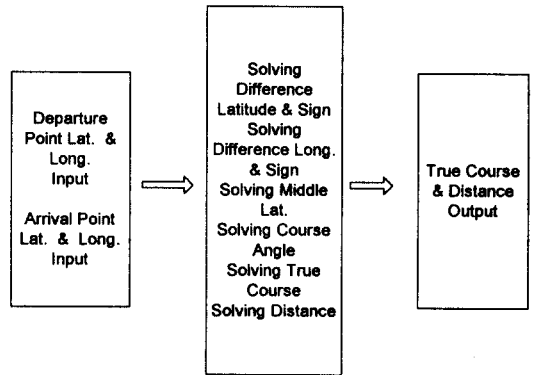 Departure
Point Lat. &
Long.
Input
Arrival Point
Lat. & Long.
Input
Solving
Difference
Latitude & Sign
Solving
Difference Long.
& Sign
Solving Middle
Lat.
Solving Course
Angle
Solving True
Course
Solving Distance
True Course
& Distance
Output